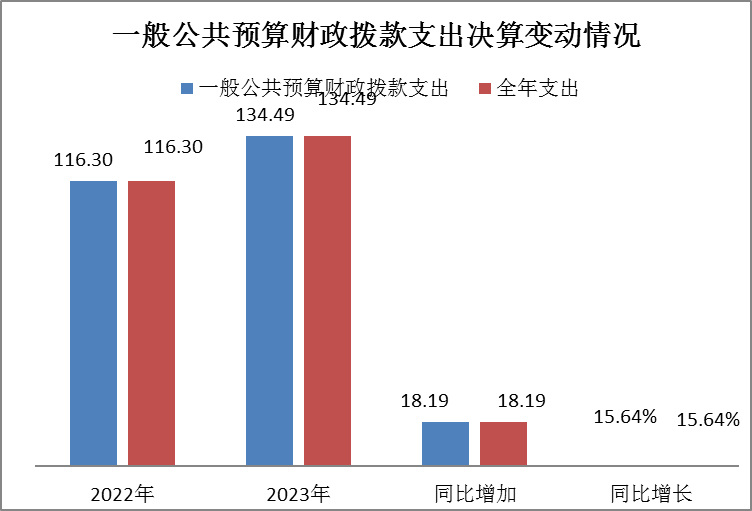 一般公共预算财政拨款支出决算变动情况
一般公共预算财政拨款支出 全年支出
134.49 134.49
116.30 116.30
18.19 18.19
15.64% 15.64%
2022年 2023年 同比增加 同比增长